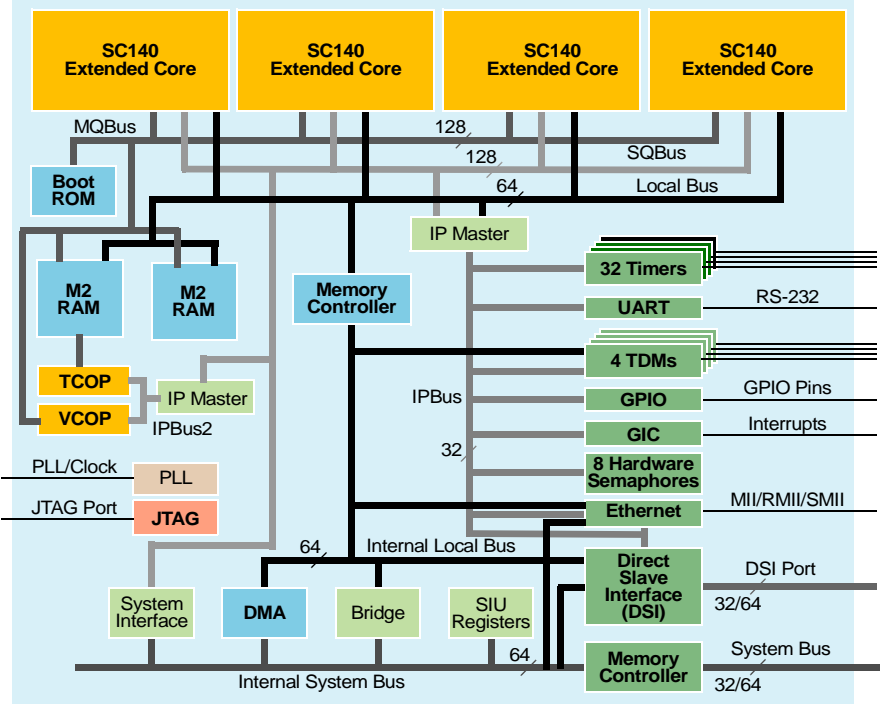 SC140
Extended Core
SC140
Extended Core
SC140
Extended Core
SC140
Extended Core
MQBus
128
128
SQBus
Boot
ROM
64
Local Bus
IP Master
M2
RAM
M2
RAM
Memory
Controller
32 Timers
UART
RS-232
4 TDMs
TCOP
VCOP
IP Master
IPBus2
IPBus
32
GPIO
GPIO Pins
GIC
Interrupts
8 Hardware
Semaphores
PLL/Clock
PLL
JTAG Port
JTAG
Ethernet
MII/RMII/SMII
64
Internal Local Bus
Direct
Slave
Interface
(DSI)
DSI Port
32/64
System
Interface
DMA
Bridge
SIU
Registers
64
Internal System Bus
Memory
Controller
System Bus
32/64